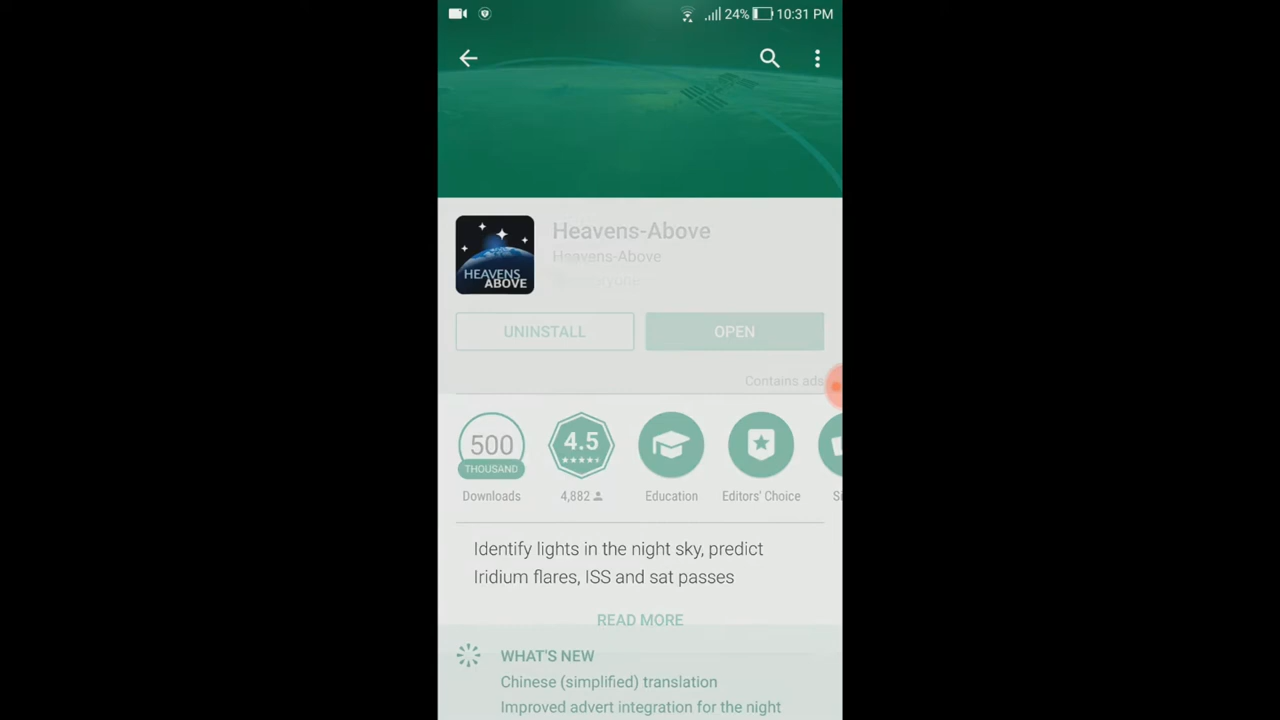 24% 10:31 PM
HEAVENS
ABOVE
Heavens-Above
Heavens-Above
UNINSTALL
OPEN
Contains ads
500
THOUSAND
Downloads
4.5
4,882
Education
Editors' Choice
Identify lights in the night sky, predict
Iridium flares, ISS and sat passes
READ MORE
WHAT'S NEW
Chinese (simplified) translation
Improved advert integration for the night